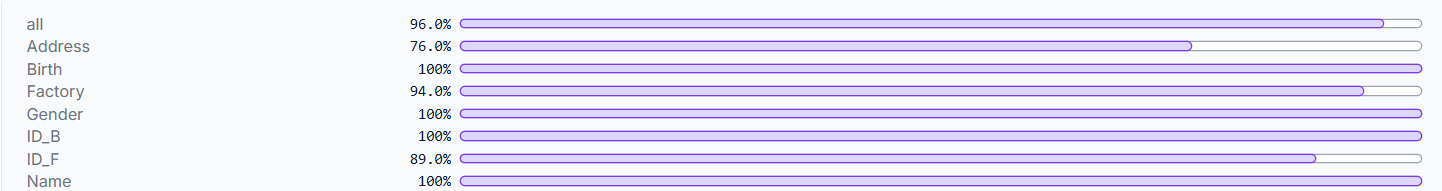 all 96.0%
Address 76.0%
Birth 100%
Factory 94.0%
Gender 100%
ID_B 100%
ID_F 89.0%
Name 100%